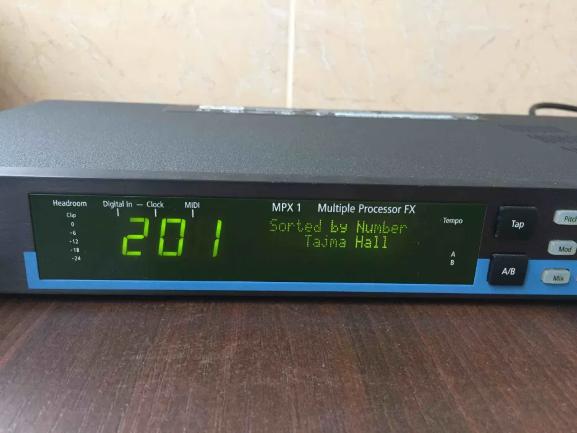 Headroom
Digital In — Clock
MIDI
MPX 1
Multiple Processor FX
Tempo
Clip
0
-6
-12
-18
-24
201
Sorted by Number
Tajma Hall
A
B
Tap
A/B
Pitch
Mod
Mix